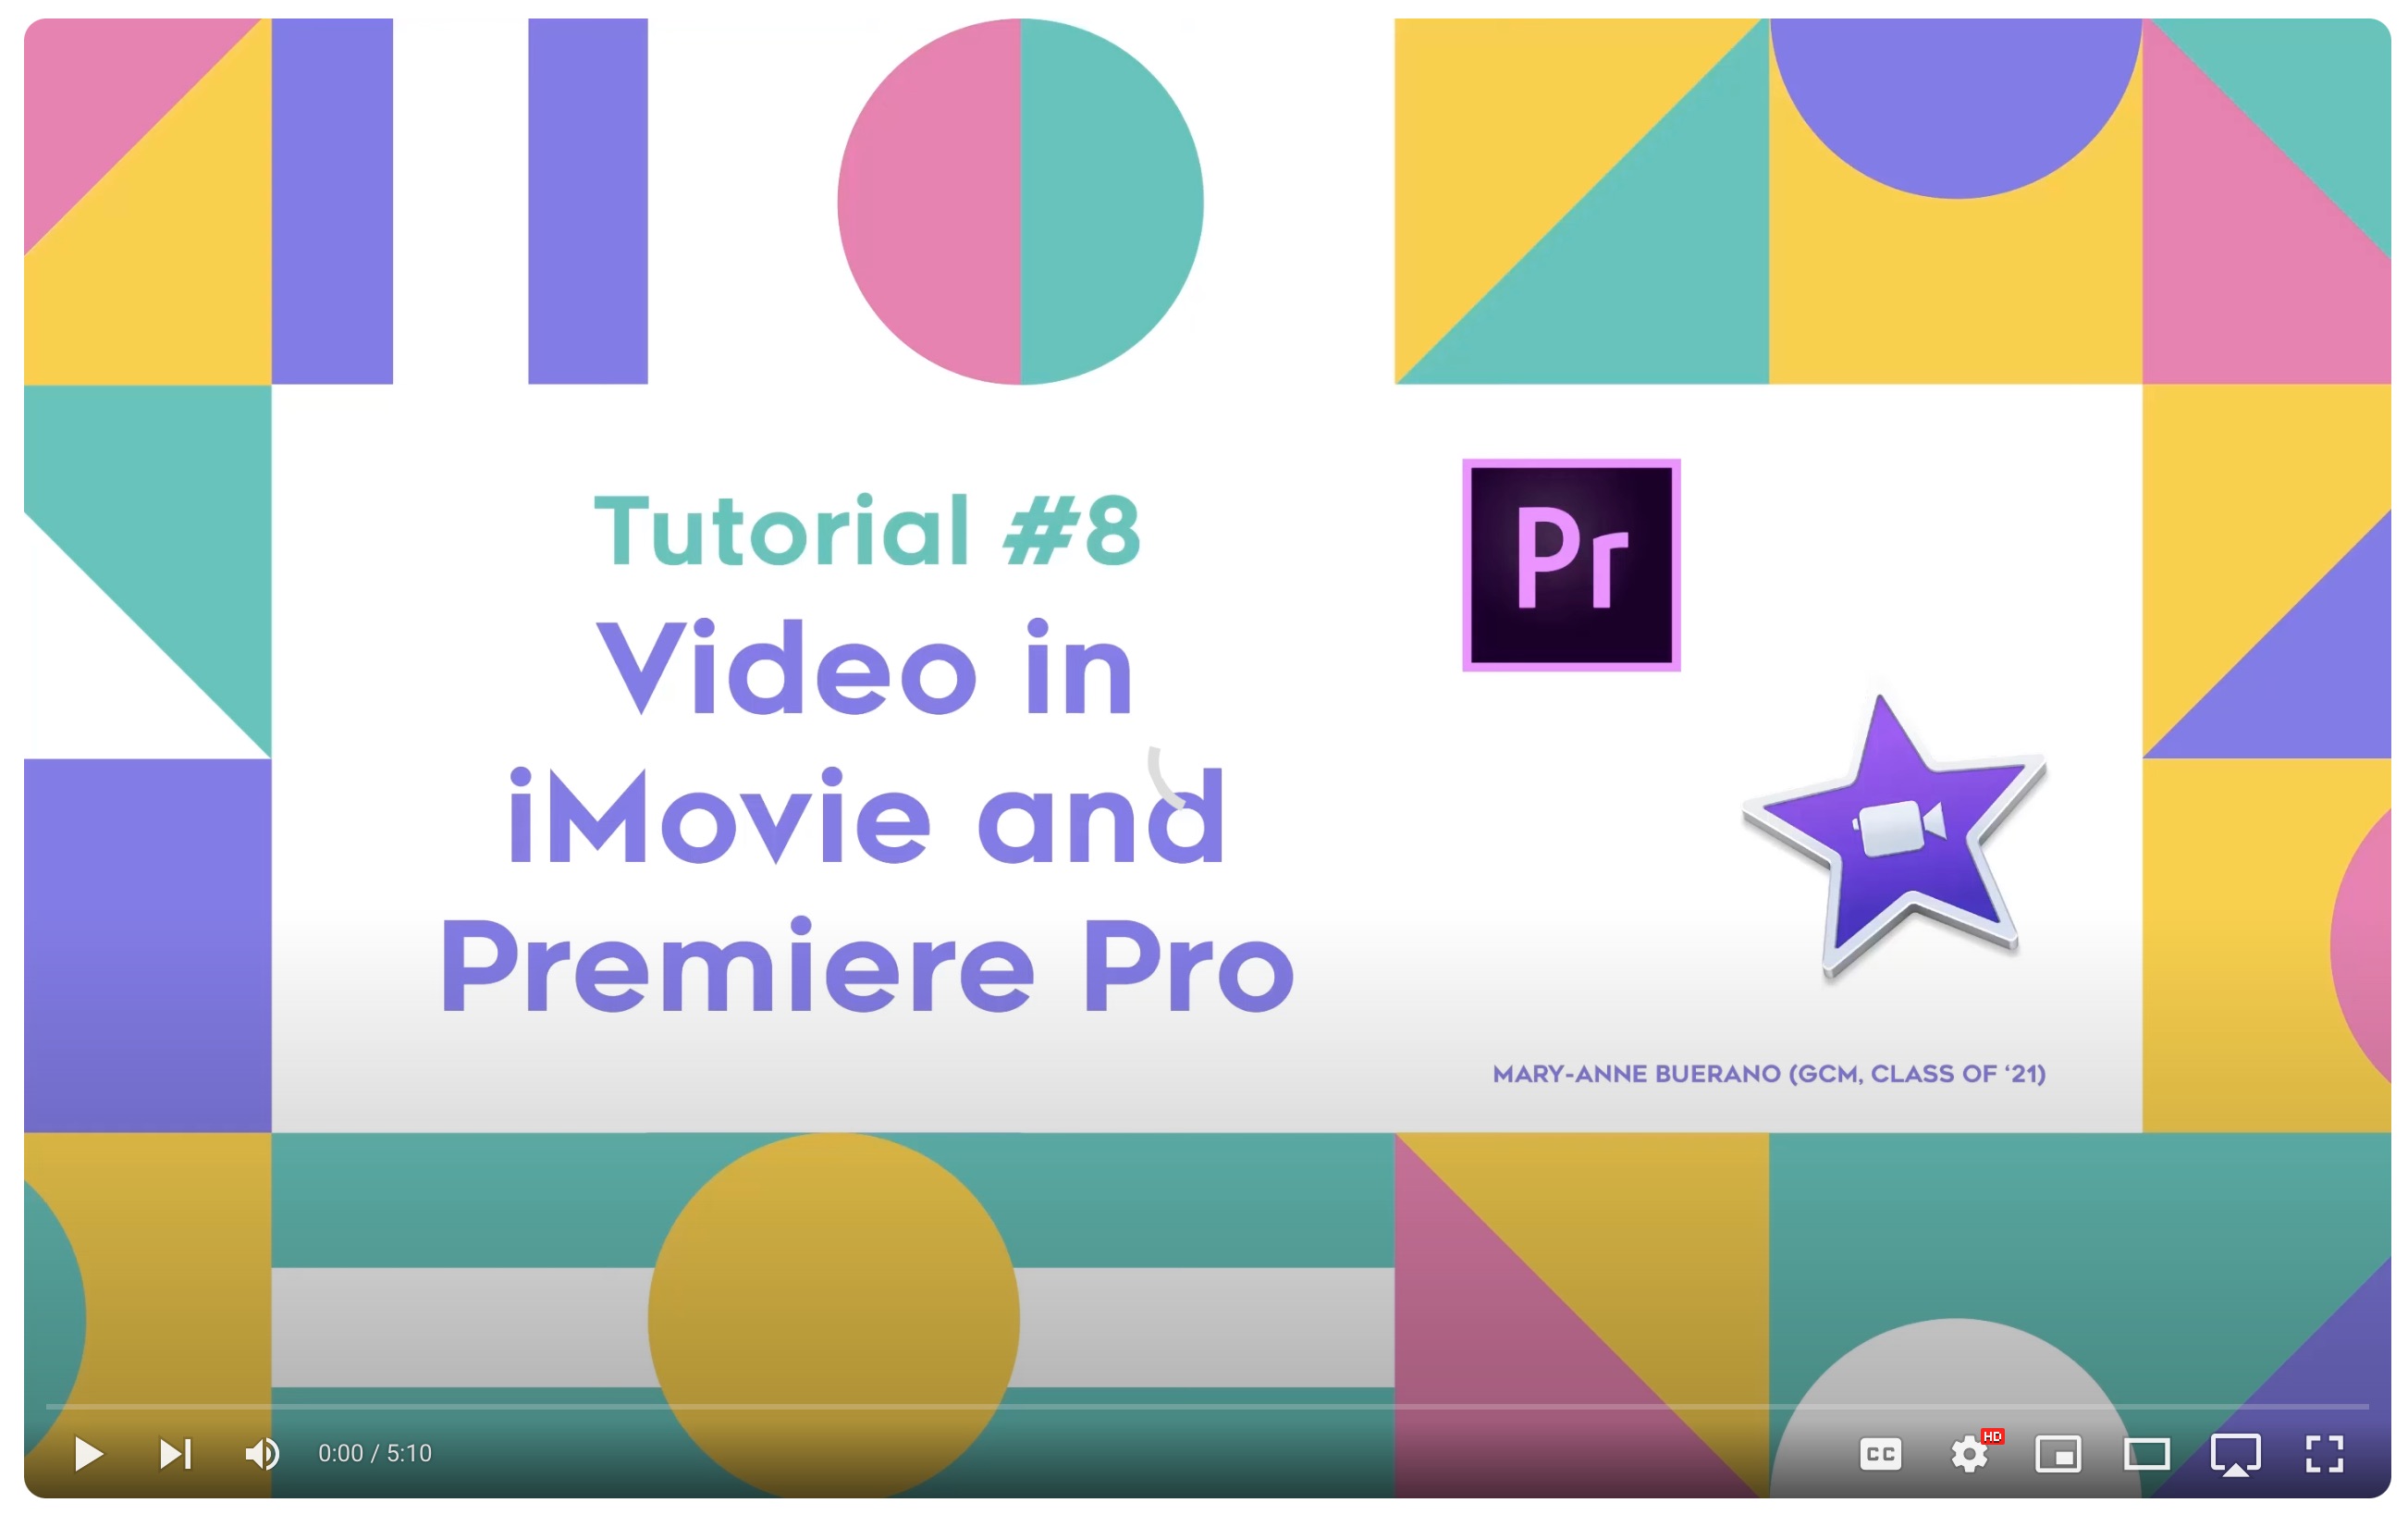 Tutorial #8
Video in
iMovie and
Premiere Pro
Pr
MARY-ANNE BUERANO (GCM, CLASS OF ‘21)
0:00 / 5:10
CC
HD